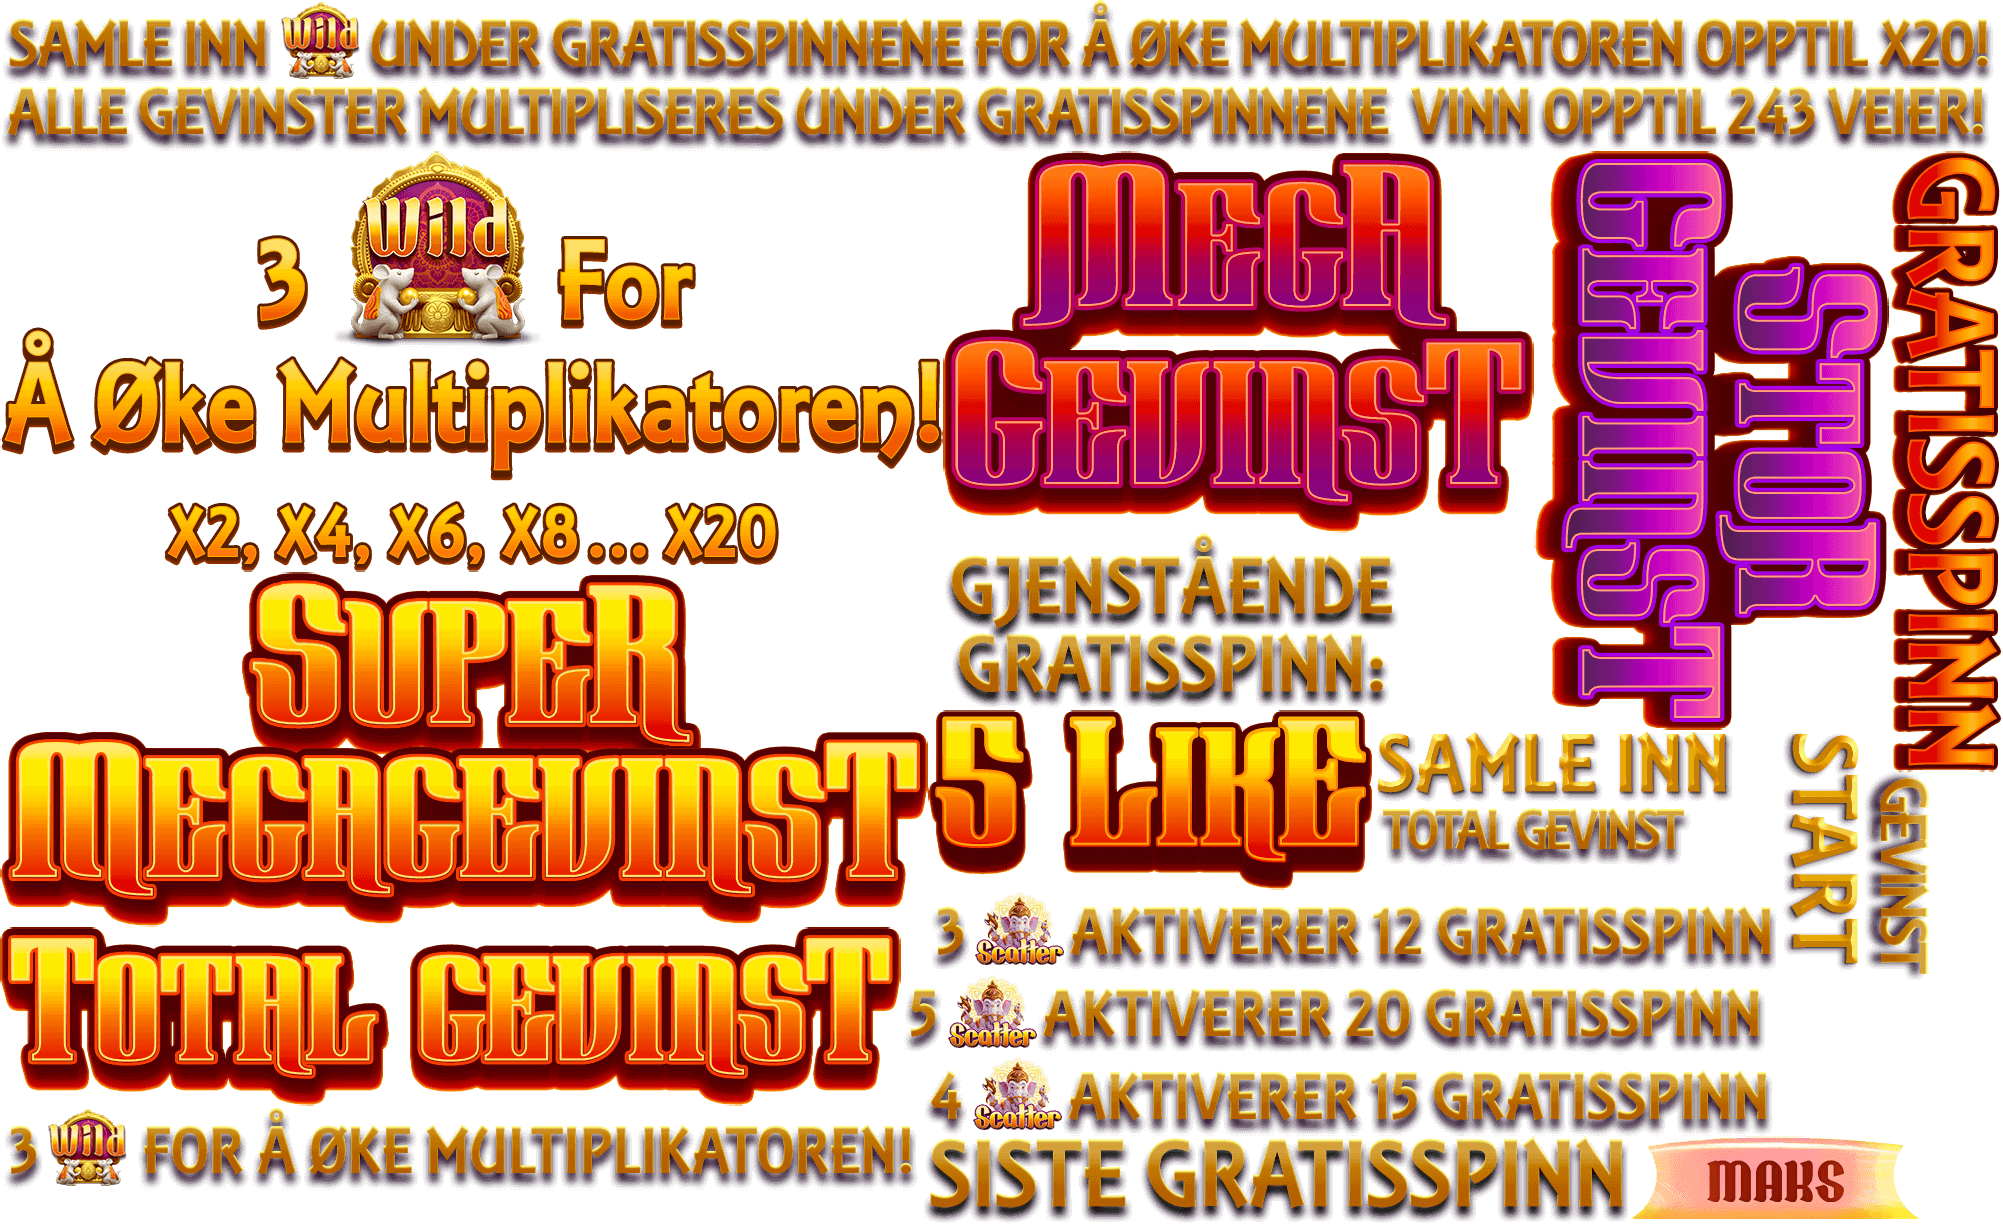 SAMLE INN Wild UNDER GRATISSPINNENE FOR Å ØKE MULTIPLIKATOREN OPPTIL X20!
ALLE GEVINSTER MULTIPLISERES UNDER GRATISSPINNENE VINN OPPTIL 243 VEIER!
3 Wild For
Å Øke Multiplikatoren!
X2, X4, X6, X8... X20
MEGA
GEVINST
STOR
GEVINST
GRATISSPINN
GJENSTÅENDE
GRATISSPINN:
SUPER
MEGAGEVINST
5 LIKE
SAMLE INN
TOTAL GEVINST
START
GEVINST
TOTAL GEVINST
3 Scatter AKTIVERER 12 GRATISSPINN
5 Scatter AKTIVERER 20 GRATISSPINN
4 Scatter AKTIVERER 15 GRATISSPINN
3 Wild FOR Å ØKE MULTIPLIKATOREN!
SISTE GRATISSPINN
MAKS